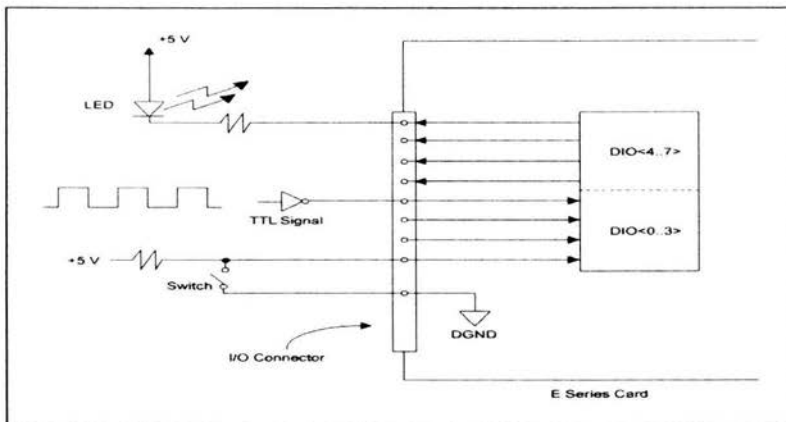 +5 V
LED
DIO<4..7>
TTL Signal
DIO<0..3>
+5 V
Switch
DGND
I/O Connector
E Series Card